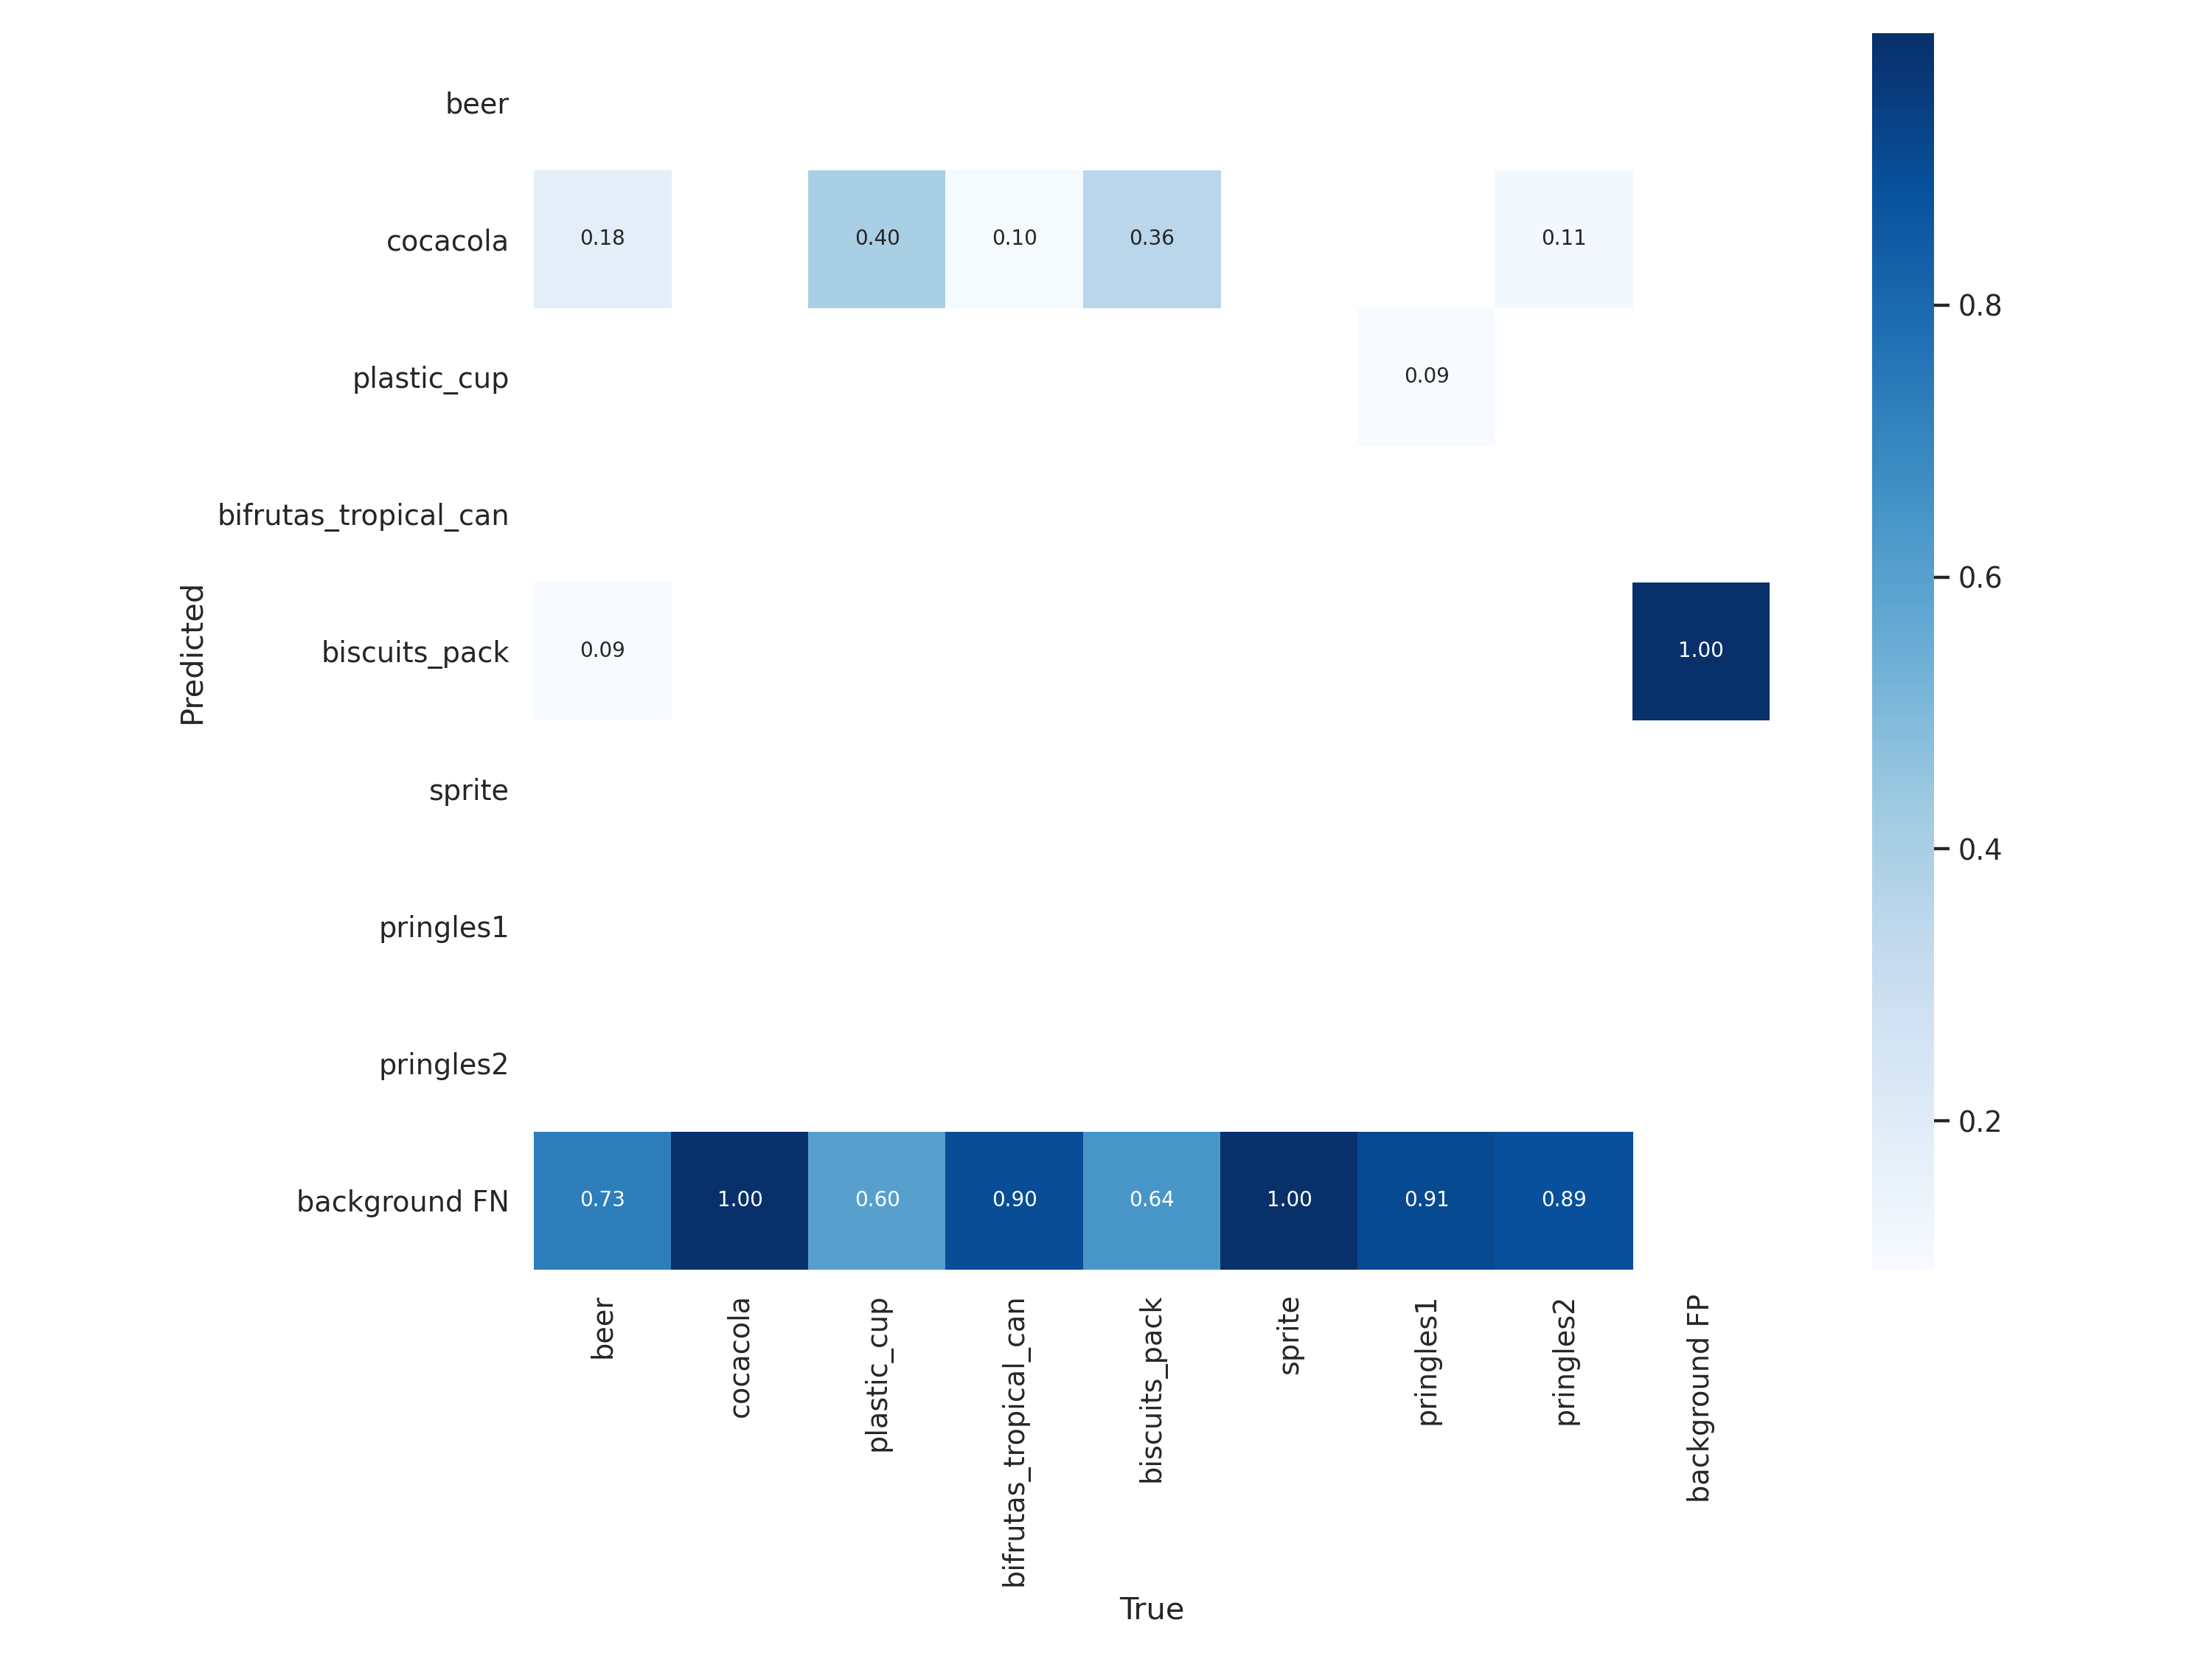 beer
cocacola 0.18 0.40 0.10 0.36 0.11
plastic_cup 0.09
bifrutas_tropical_can
biscuits_pack 0.09 1.00
sprite
pringles1
pringles2
background FN 0.73 1.00 0.60 0.90 0.64 1.00 0.91 0.89
Predicted
beer
cocacola
plastic_cup
bifrutas_tropical_can
biscuits_pack
sprite
pringles1
pringles2
background FP
True
0.8
0.6
0.4
0.2